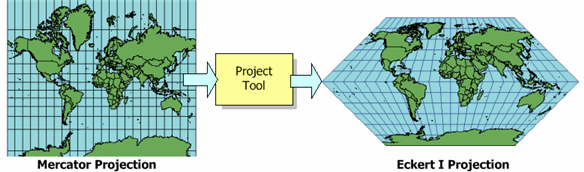 Project
Tool
Mercator Projection
Eckert I Projection